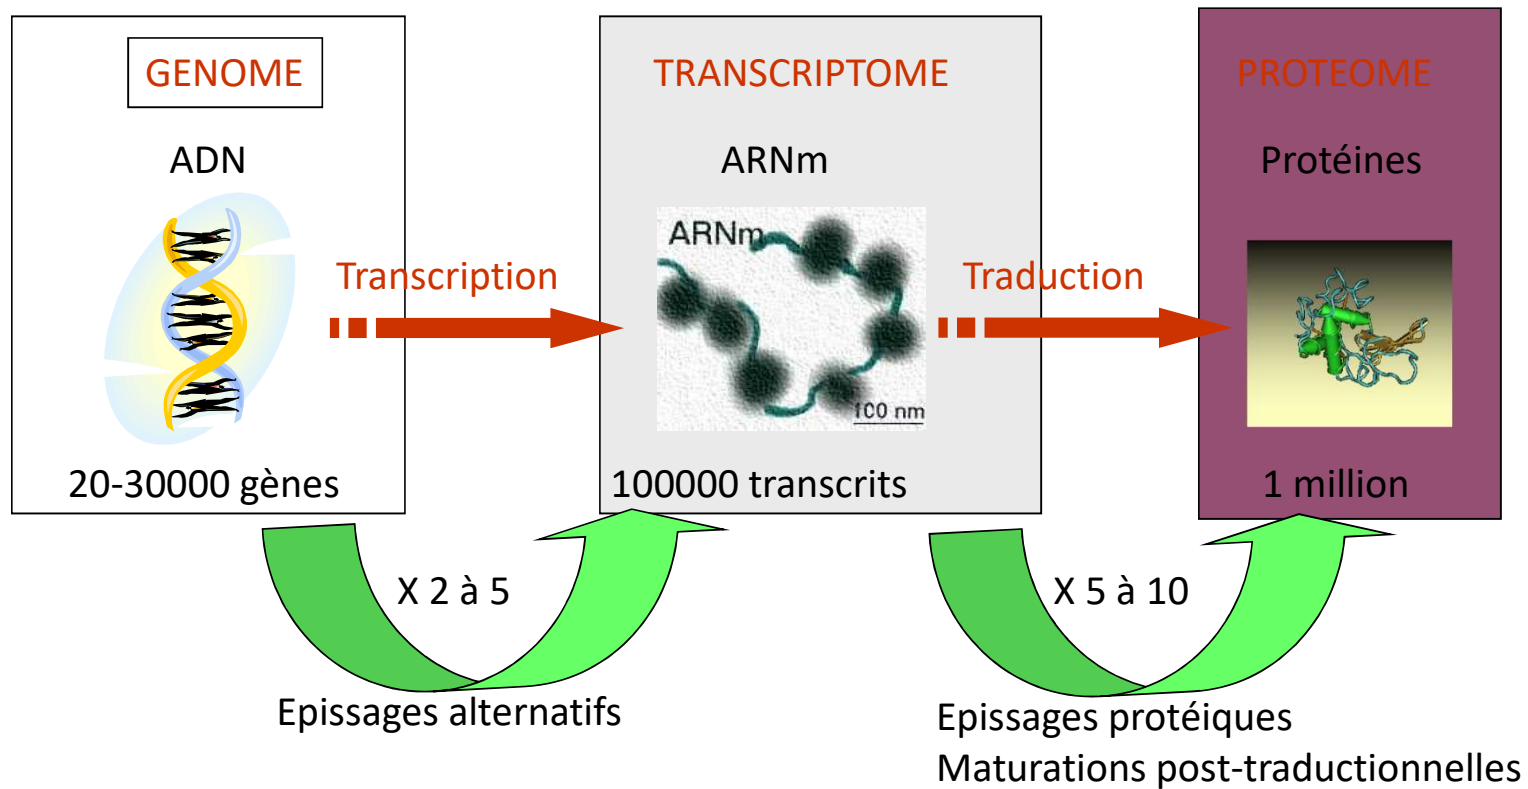 GENOME
ADN
20-30000 gènes
Transcription
TRANSCRIPTOME
ARNm
ARNm
100 nm
100000 transcrits
Traduction
PROTEOME
Protéines
1 million
X 2 à 5
Epissages alternatifs
X 5 à 10
Epissages protéiques
Maturations post-traductionnelles